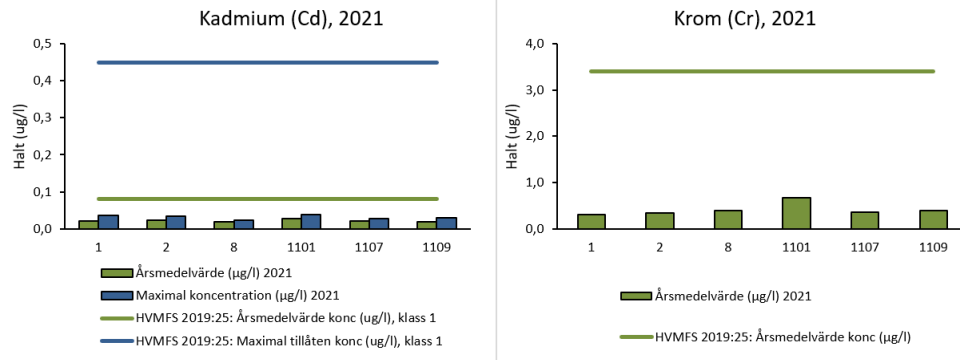 Kadmium (Cd), 2021
Halt (ug/l)
0,5
0,4
0,3
0,2
0,1
0,0
1 2 8 1101 1107 1109
Årsmedelvärde (µg/l) 2021
Maximal koncentration (µg/l) 2021
HVMFS 2019:25: Årsmedelvärde konc (ug/l), klass 1
HVMFS 2019:25: Maximal tillåten konc (ug/l), klass 1
Krom (Cr), 2021
Halt (ug/l)
4,0
3,0
2,0
1,0
0,0
1 2 8 1101 1107 1109
Årsmedelvärde (µg/l) 2021
HVMFS 2019:25: Årsmedelvärde konc (µg/l)